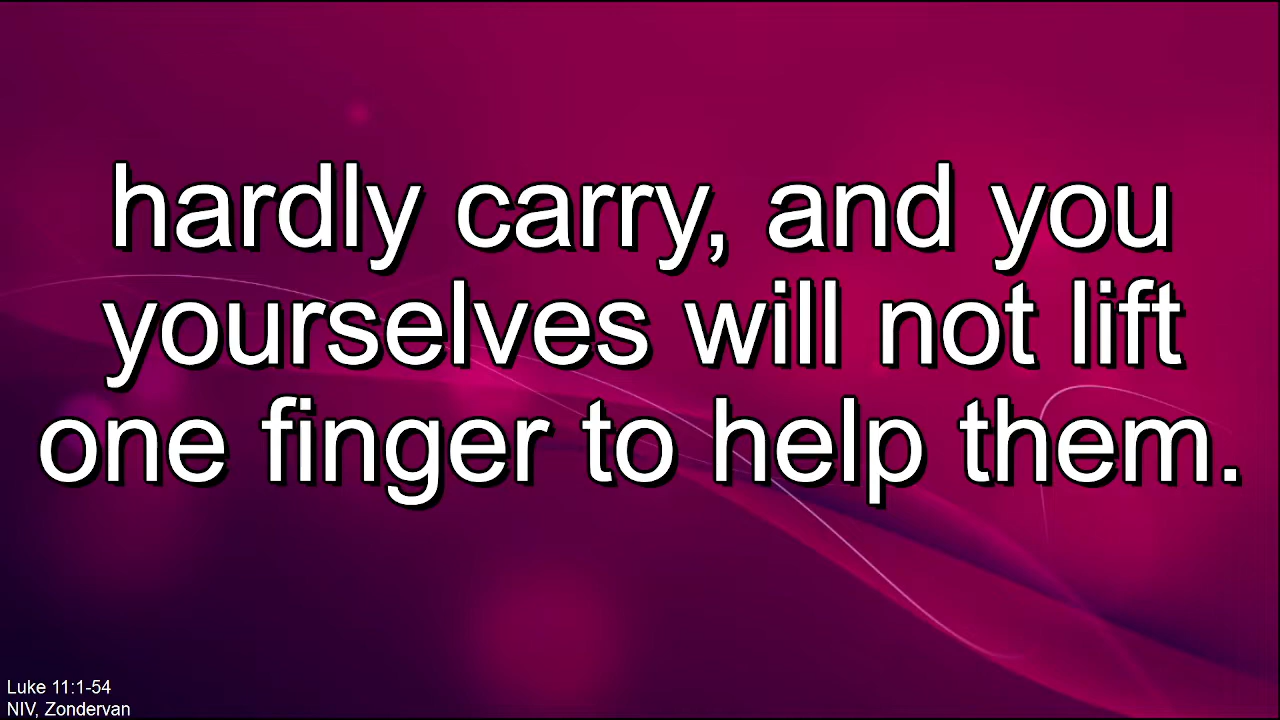 hardly carry, and you
yourselves will not lift
one finger to help them.
Luke 11:1-54
NIV, Zondervan